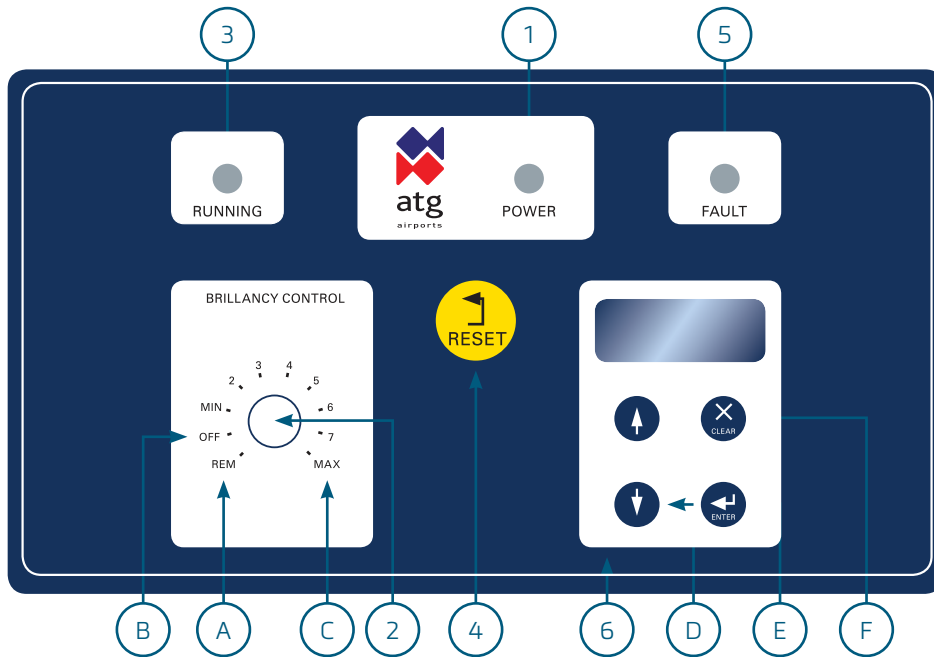 3
1
5
RUNNING
atg
airports
POWER
FAULT
BRILLANCY CONTROL
RESET
3
4
2
5
MIN
6
OFF
7
REM
MAX
CLEAR
ENTER
B
A
C
2
4
6
D
E
F